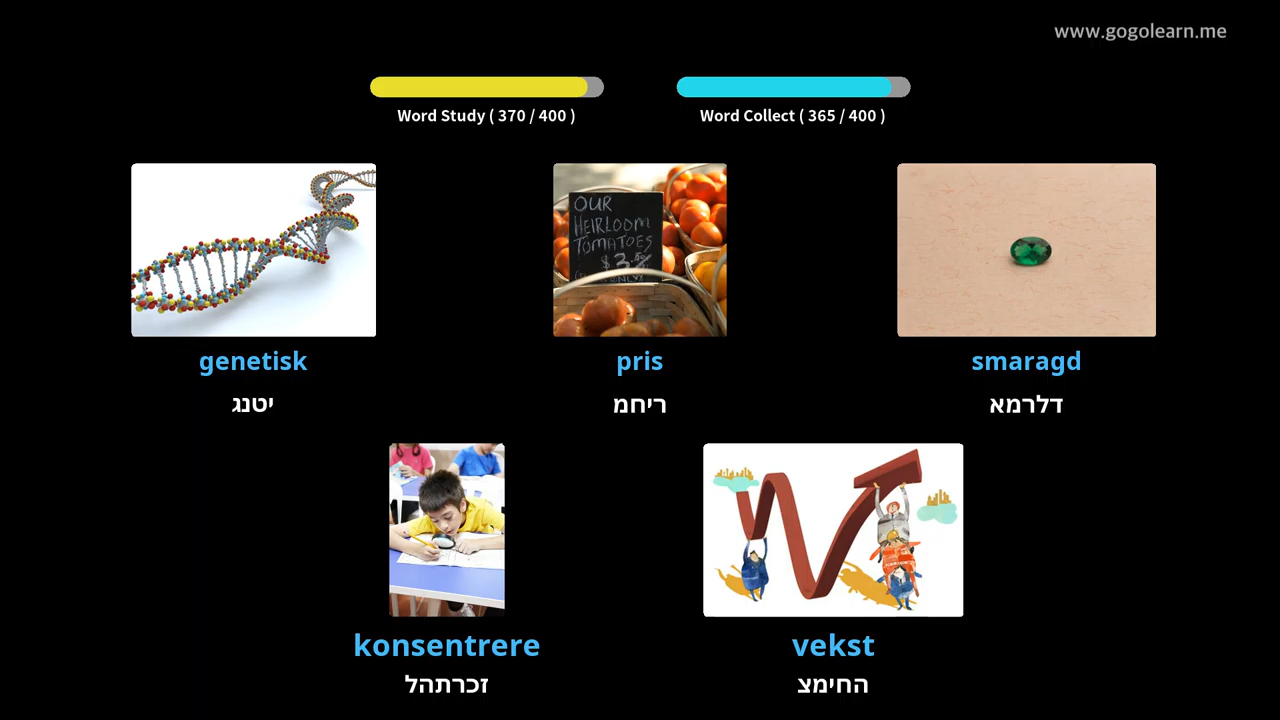 www.gogolearn.me
Word Study ( 370 / 400 )
Word Collect ( 365 / 400 )
OUR
HEIRLOOM
TOMATOES
genetisk
pris
smaragd
יטנג
ריחמ
דלרמא
konsentrere
vekst
זכרתהל
החימצ